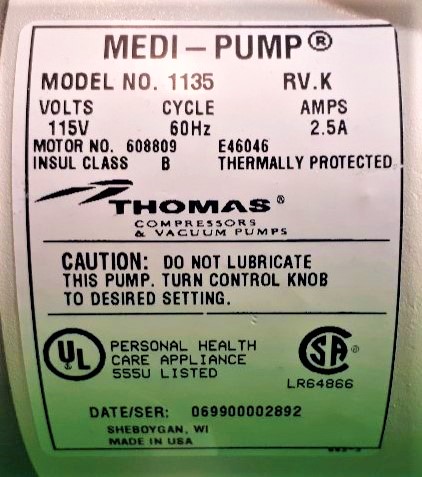 MEDI-PUMP®
MODEL NO. 1135 RV.K
VOLTS CYCLE AMPS
115V 60Hz 2.5A
MOTOR NO. 608809 E46046
INSUL CLASS B THERMALLY PROTECTED
THOMAS®
COMPRESSORS
& VACUUM PUMPS
CAUTION: DO NOT LUBRICATE
THIS PUMP. TURN CONTROL KNOB
TO DESIRED SETTING.
UL PERSONAL HEALTH
CARE APPLIANCE
555U LISTED
SA
LR64866
DATE/SER: 069900002892
SHEBOYGAN, WI
MADE IN USA